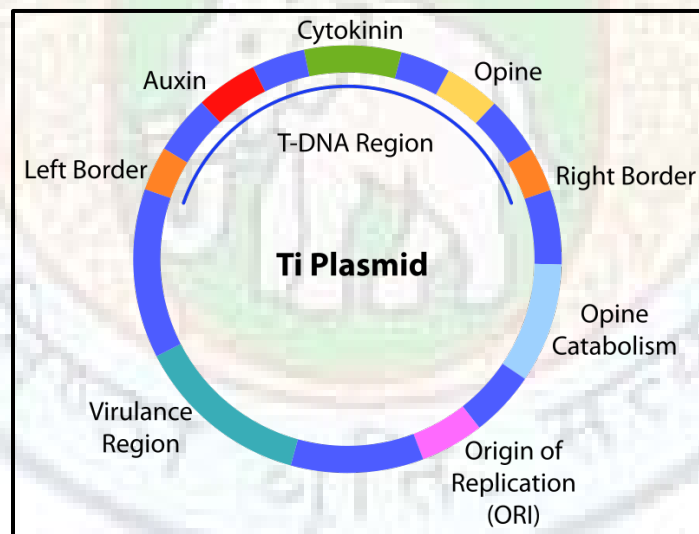 Cytokinin
Auxin
Opine
T-DNA Region
Left Border
Right Border
Ti Plasmid
Opine
Catabolism
Virulance
Region
Origin of
Replication
(ORI)